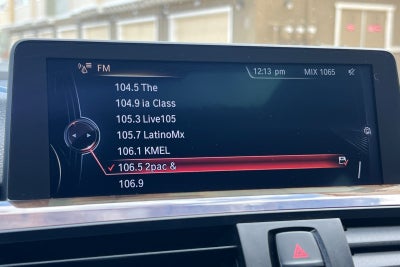 FM 12:13 pm MIX 1065
104.5 The
104.9 ia Class
105.3 Live105
105.7 LatinoMx
106.1 KMEL
106.5 2pac &
106.9